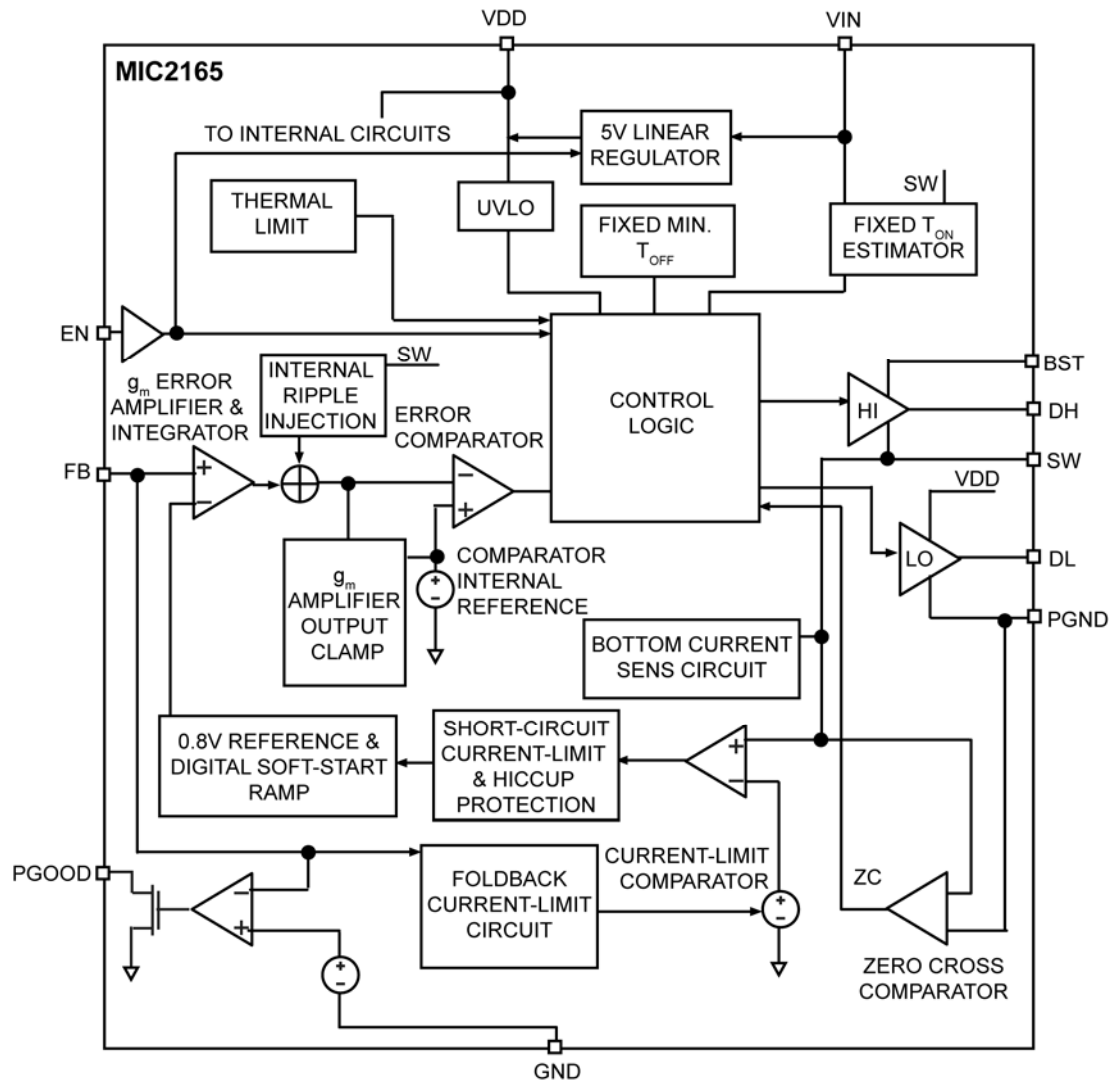 VDD
VIN
MIC2165
TO INTERNAL CIRCUITS
5V LINEAR
REGULATOR
SW
THERMAL
LIMIT
UVLO
FIXED MIN.
TOFF
FIXED TON
ESTIMATOR
EN
gm ERROR
AMPLIFIER &
INTEGRATOR
INTERNAL
RIPPLE
INJECTION
SW
ERROR
COMPARATOR
CONTROL
LOGIC
HI
BST
DH
SW
FB
+
−
−
+
VDD
LO
DL
PGND
gm
AMPLIFIER
OUTPUT
CLAMP
+
−
COMPARATOR
INTERNAL
REFERENCE
BOTTOM CURRENT
SENS CIRCUIT
0.8V REFERENCE &
DIGITAL SOFT-START
RAMP
SHORT-CIRCUIT
CURRENT-LIMIT
& HICCUP
PROTECTION
+
−
PGOOD
−
+
FOLDBACK
CURRENT-LIMIT
CIRCUIT
CURRENT-LIMIT
COMPARATOR
+
−
ZC
ZERO CROSS
COMPARATOR
+
−
GND